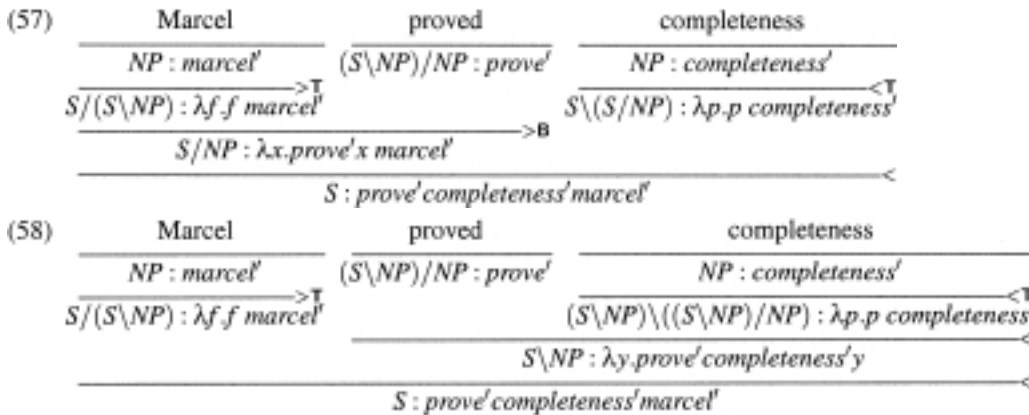 (57) Marcel proved completeness
NP : marcel′ (S\NP)/NP : prove′ NP : completeness′
>T <T
S/(S\NP) : λf.f marcel′ S\(S/NP) : λp.p completeness′
>B
S/NP : λx.prove′x marcel′
<
S : prove′completeness′marcel′
(58) Marcel proved completeness
NP : marcel′ (S\NP)/NP : prove′ NP : completeness′
>T <T
S/(S\NP) : λf.f marcel′ (S\NP)\((S\NP)/NP) : λp.p completeness
<
S\NP : λy.prove′completeness′y
<
S : prove′completeness′marcel′